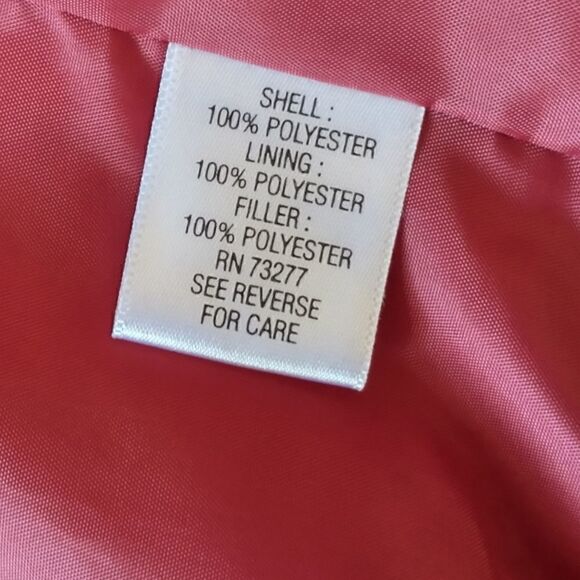 SHELL :
100% POLYESTER
LINING :
100% POLYESTER
FILLER :
100% POLYESTER
RN 73277
SEE REVERSE
FOR CARE